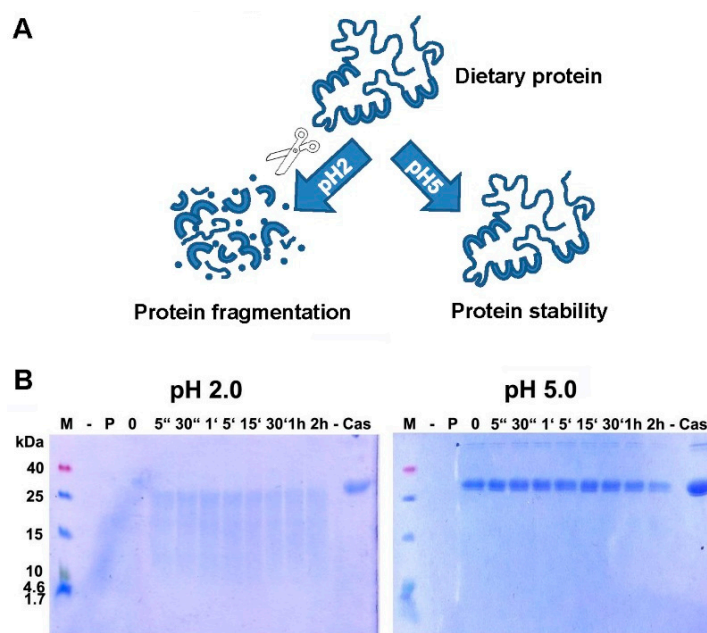 A
Dietary protein
pH2
pH5
Protein fragmentation
Protein stability
B
pH 2.0
pH 5.0
M - P 0 5“ 30“ 1‘ 5‘ 15‘ 30‘1h 2h - Cas
M - P 0 5“ 30“ 1‘ 5‘ 15‘ 30‘1h 2h - Cas
kDa
40
25
15
10
4.6
1.7